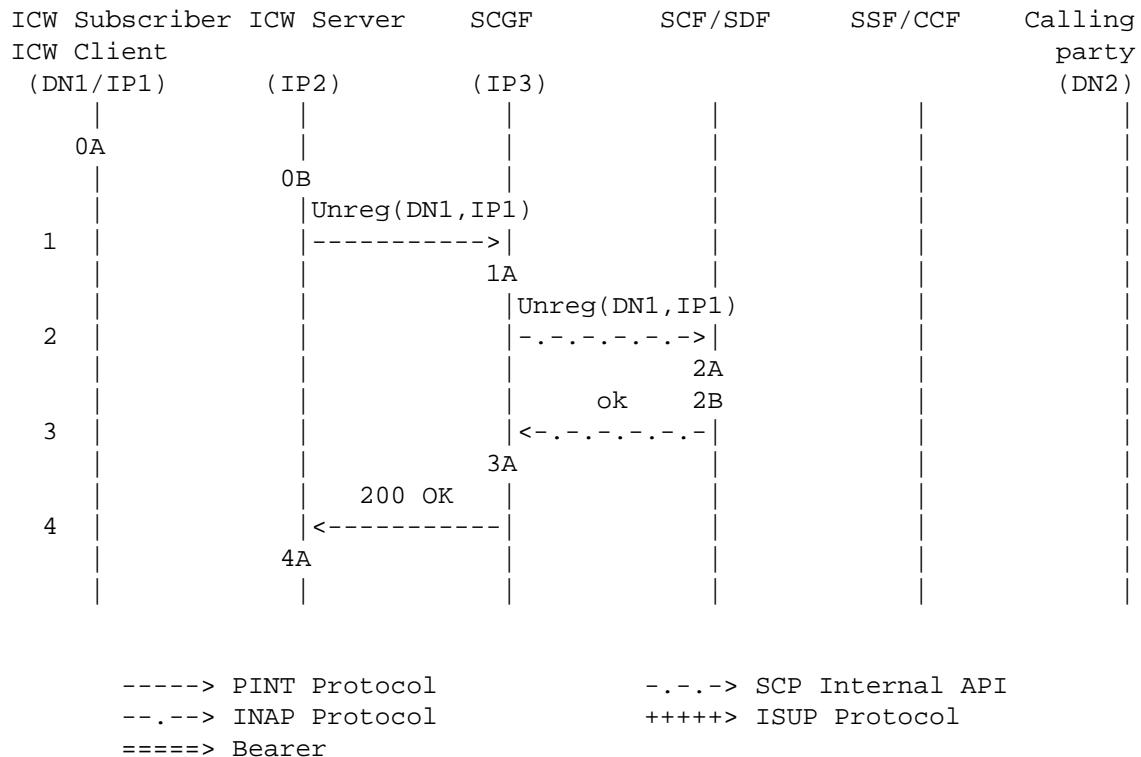 ICW Subscriber ICW Server SCGF SCF/SDF SSF/CCF Calling
ICW Client party
(DN1/IP1) (IP2) (IP3) (DN2)
0A
0B
Unreg(DN1,IP1)
1 ----------->
1A
Unreg(DN1,IP1)
2 -.-.-.-.-.->
2A
ok 2B
3 <-.-.-.-.-.-
3A
200 OK
4 <-----------
4A
-----> PINT Protocol -.-.-> SCP Internal API
--.--> INAP Protocol +++++> ISUP Protocol
=====> Bearer